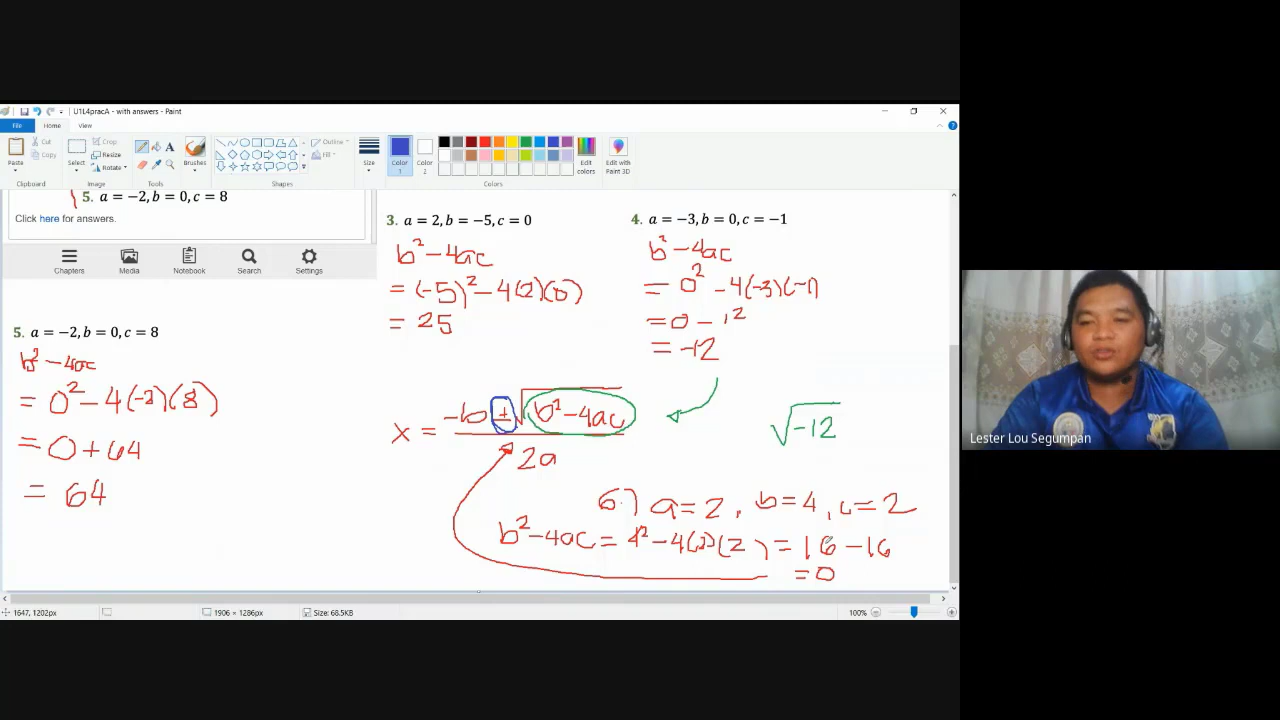 U1L4pracA - with answers - Paint
File
Home
View
Paste
Cut
Copy
Clipboard
Select
Crop
Resize
Rotate
Image
Tools
Brushes
Shapes
Outline
Fill
Size
Color 1
Color 2
Edit colors
Colors
Edit with Paint 3D
5. a = −2, b = 0, c = 8
Click here for answers.
Chapters
Media
Notebook
Search
Settings
3. a = 2, b = −5, c = 0
b² − 4ac
= (−5)² − 4(2)(0)
= 25
4. a = −3, b = 0, c = −1
b² − 4ac
= 0² − 4(−3)(−1)
= 0 − 12
= −12
5. a = −2, b = 0, c = 8
b² − 4ac
= 0² − 4(−2)(8)
= 0 + 64
= 64
x = −b ± √b² − 4ac
2a
√−12
6.) a = 2, b = 4, c = 2
b² − 4ac = 4² − 4(2)(2) = 16 − 16
= 0
1647, 1202px
1906 × 1286px
Size: 68.5KB
100%
Lester Lou Segumpan